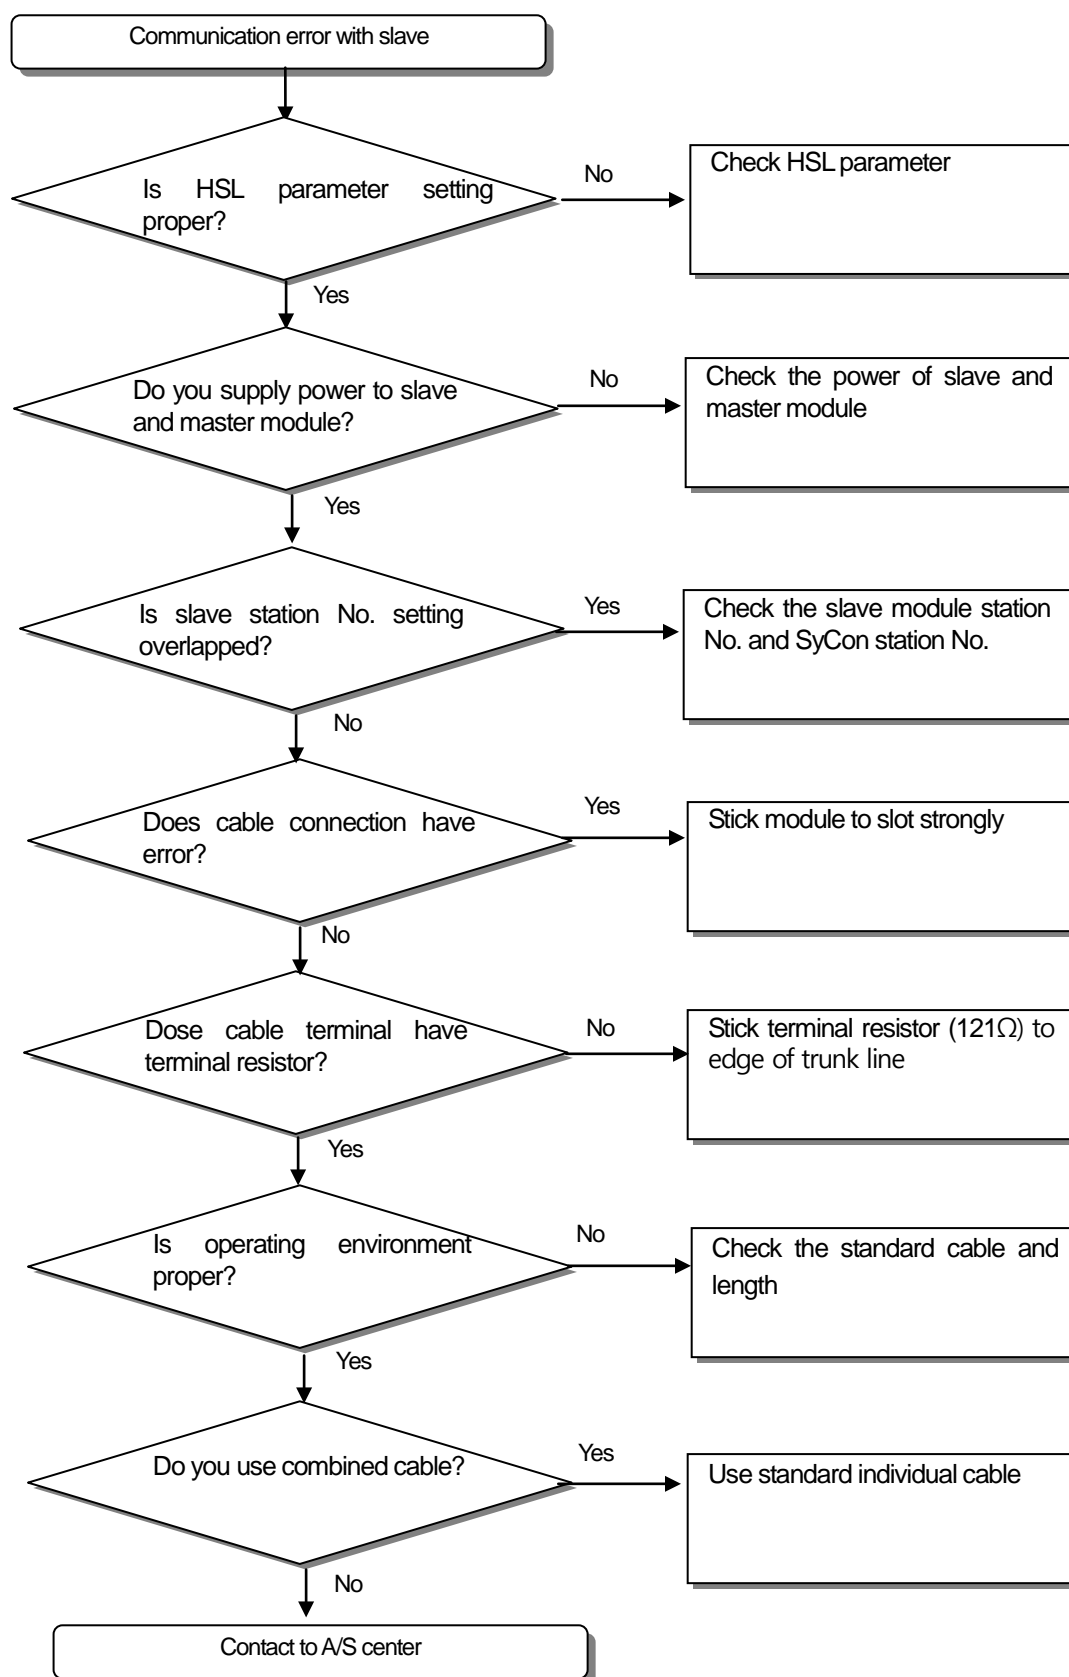 Communication error with slave
Is HSL parameter setting
proper?
No
Check HSL parameter
Yes
Do you supply power to slave
and master module?
No
Check the power of slave and
master module
Yes
Is slave station No. setting
overlapped?
Yes
Check the slave module station
No. and SyCon station No.
No
Does cable connection have
error?
Yes
Stick module to slot strongly
No
Dose cable terminal have
terminal resistor?
No
Stick terminal resistor (121Ω) to
edge of trunk line
Yes
Is operating environment
proper?
No
Check the standard cable and
length
Yes
Do you use combined cable?
Yes
Use standard individual cable
No
Contact to A/S center